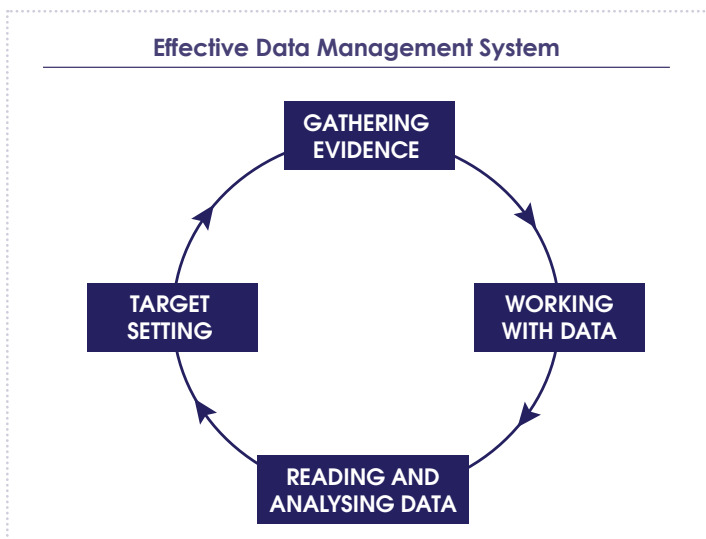 Effective Data Management System
GATHERING
EVIDENCE
TARGET
SETTING
WORKING
WITH DATA
READING AND
ANALYSING DATA